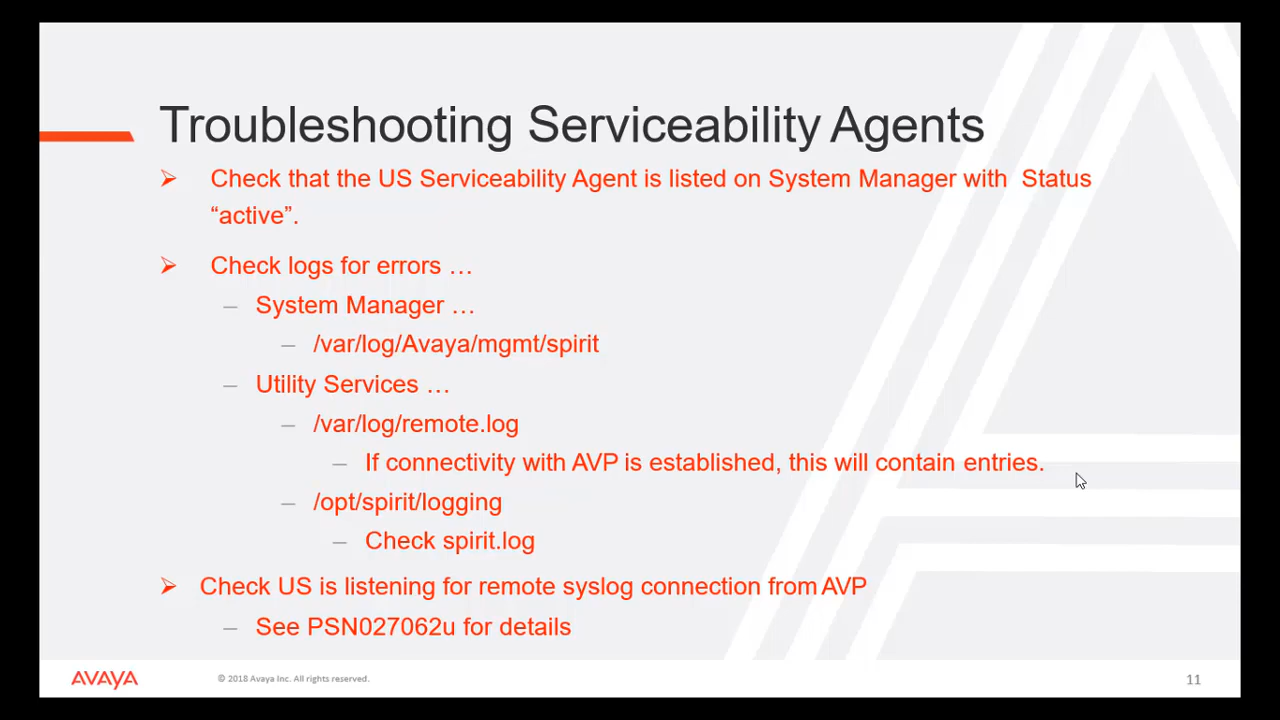 Troubleshooting Serviceability Agents
Check that the US Serviceability Agent is listed on System Manager with Status
“active”.
Check logs for errors …
System Manager …
/var/log/Avaya/mgmt/spirit
Utility Services …
/var/log/remote.log
If connectivity with AVP is established, this will contain entries.
/opt/spirit/logging
Check spirit.log
Check US is listening for remote syslog connection from AVP
See PSN027062u for details
AVAYA
© 2018 Avaya Inc. All rights reserved.
11